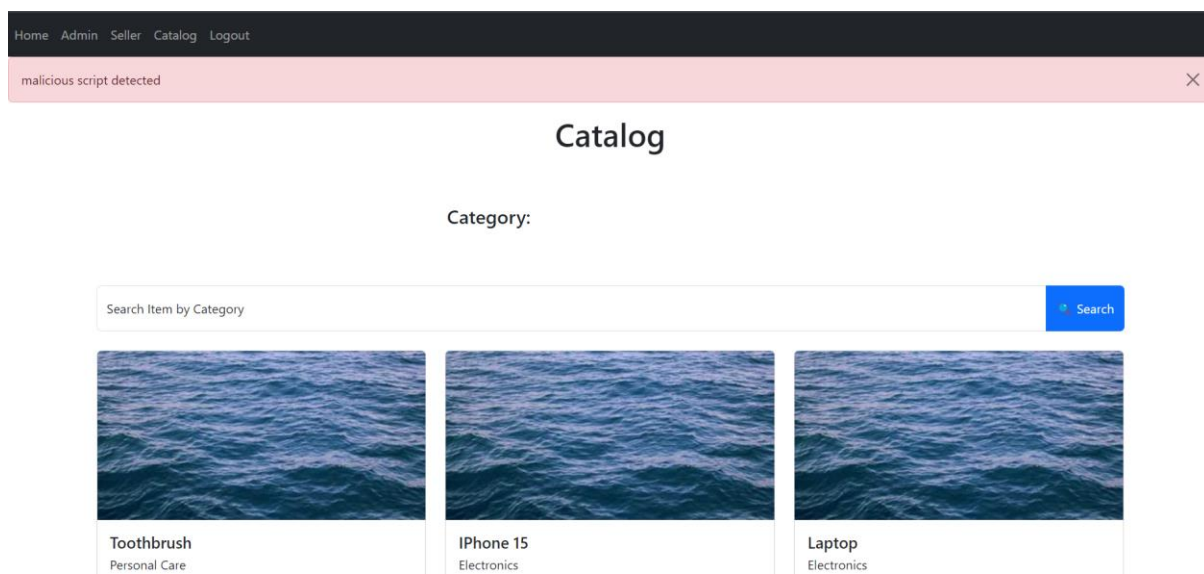 Home Admin Seller Catalog Logout
malicious script detected
Catalog
Category:
Search Item by Category
Search
Toothbrush
Personal Care
IPhone 15
Electronics
Laptop
Electronics